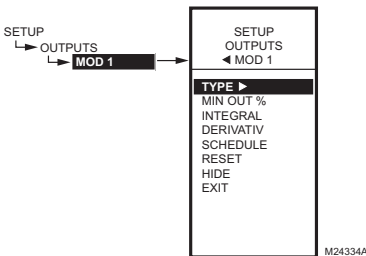 SETUP
OUTPUTS
MOD 1
SETUP
OUTPUTS
◀ MOD 1
TYPE ▶
MIN OUT %
INTEGRAL
DERIVATIV
SCHEDULE
RESET
HIDE
EXIT
M24334A